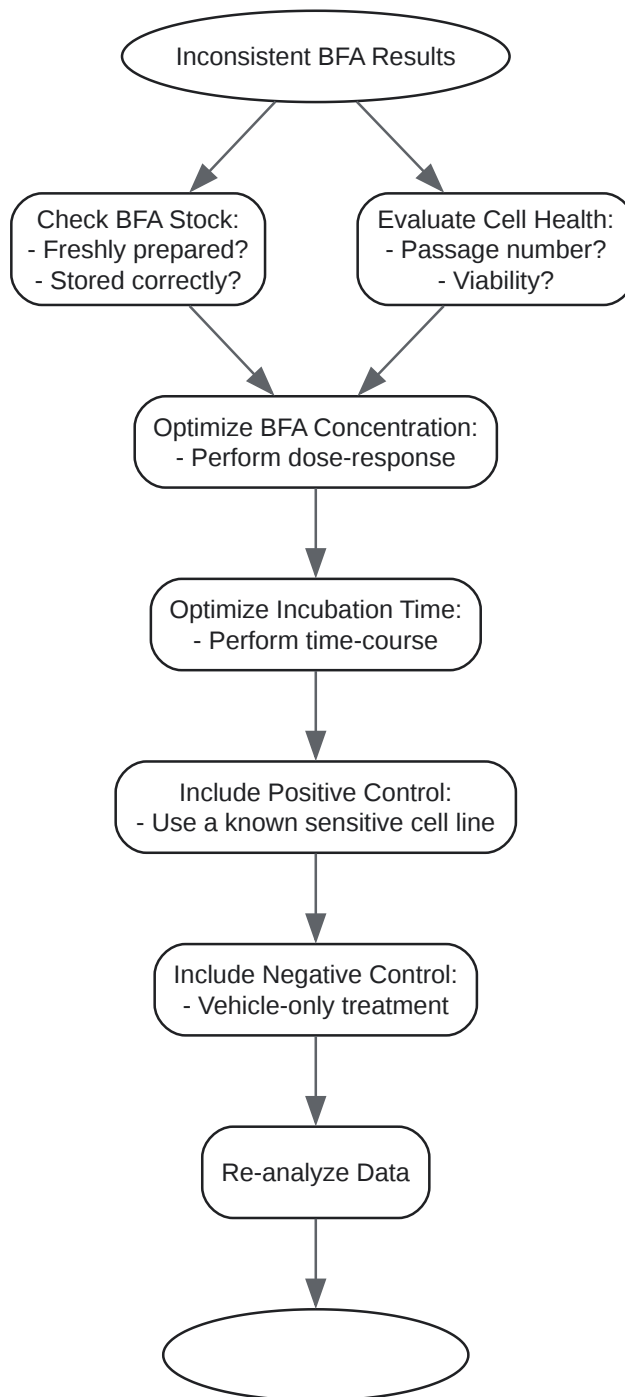 Inconsistent BFA Results
Check BFA Stock:
- Freshly prepared?
- Stored correctly?
Evaluate Cell Health:
- Passage number?
- Viability?
Optimize BFA Concentration:
- Perform dose-response
Optimize Incubation Time:
- Perform time-course
Include Positive Control:
- Use a known sensitive cell line
Include Negative Control:
- Vehicle-only treatment
Re-analyze Data